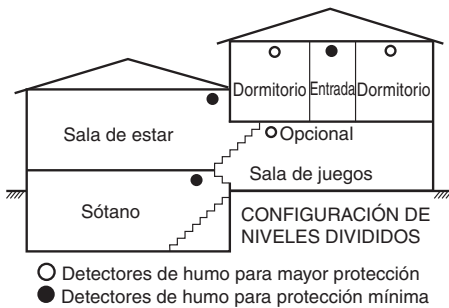 Dormitorio
Entrada
Dormitorio
Sala de estar
Opcional
Sala de juegos
Sótano
CONFIGURACIÓN DE
NIVELES DIVIDIDOS
Detectores de humo para mayor protección
Detectores de humo para protección mínima